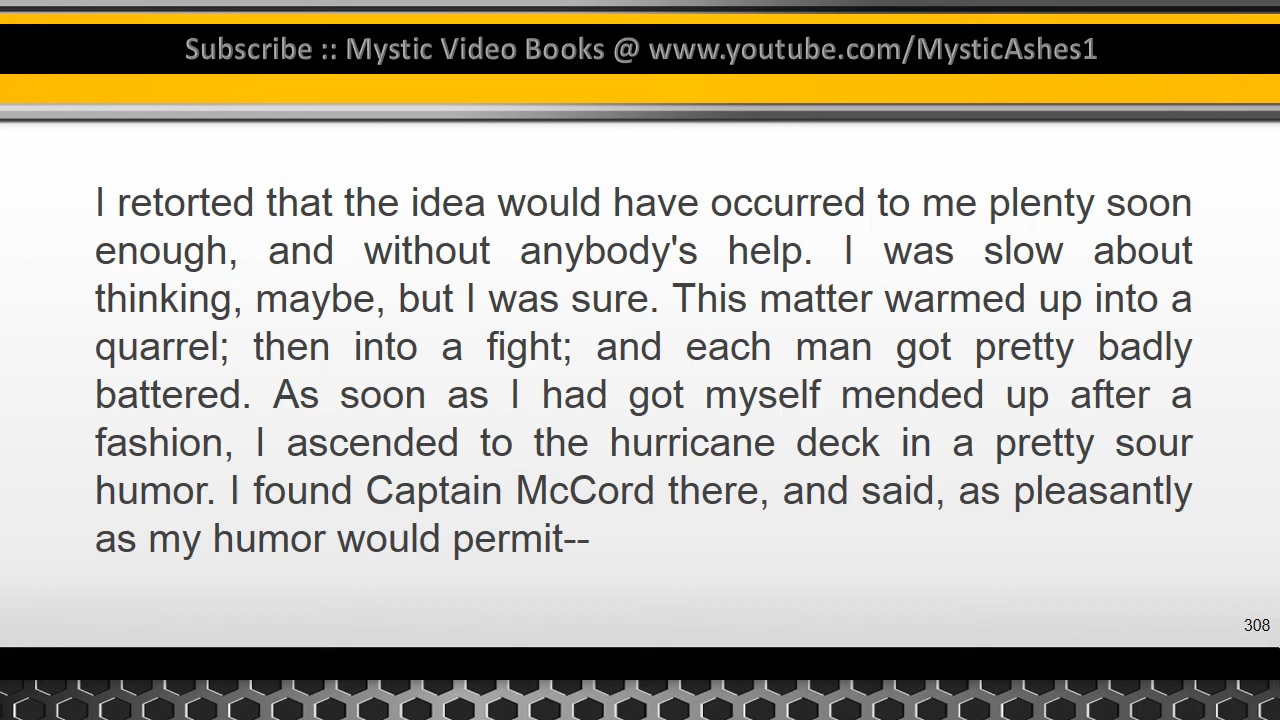 Subscribe :: Mystic Video Books @ www.youtube.com/MysticAshes1
I retorted that the idea would have occurred to me plenty soon
enough, and without anybody's help. I was slow about
thinking, maybe, but I was sure. This matter warmed up into a
quarrel; then into a fight; and each man got pretty badly
battered. As soon as I had got myself mended up after a
fashion, I ascended to the hurricane deck in a pretty sour
humor. I found Captain McCord there, and said, as pleasantly
as my humor would permit--
308